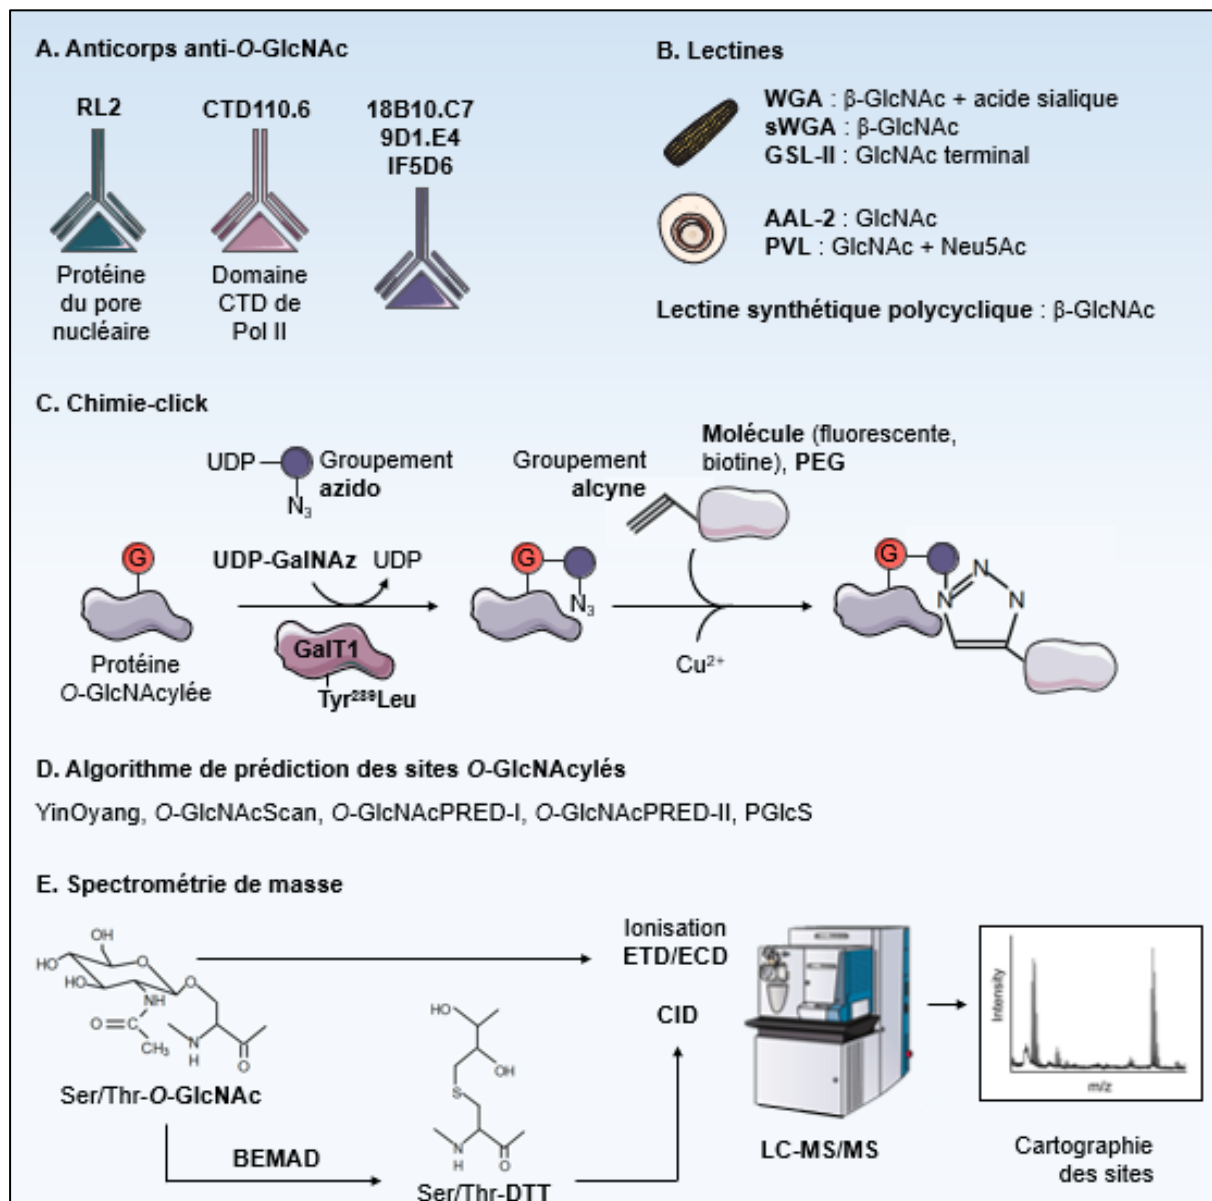 A. Anticorps anti-O-GlcNAc
RL2
CTD110.6
18B10.C7
9D1.E4
IF5D6
Protéine
du pore
nucléaire
Domaine
CTD de
Pol II
B. Lectines
WGA : β-GlcNAc + acide sialique
sWGA : β-GlcNAc
GSL-II : GlcNAc terminal
AAL-2 : GlcNAc
PVL : GlcNAc + Neu5Ac
Lectine synthétique polycyclique : β-GlcNAc
C. Chimie-click
UDP
N3
Groupement
azido
Groupement
alcyne
Molécule (fluorescente,
biotine), PEG
G
Protéine
O-GlcNAcylée
UDP-GalNAz
UDP
GalT1
Tyr²⁸⁹Leu
G
N3
Cu²⁺
G
N
N
N
D. Algorithme de prédiction des sites O-GlcNAcylés
YinOyang, O-GlcNAcScan, O-GlcNAcPRED-I, O-GlcNAcPRED-II, PGlcS
E. Spectrométrie de masse
OH
HO
HO
O
O
NH
O
C
CH3
N
H
O
Ser/Thr-O-GlcNAc
BEMAD
HO
OH
S
N
H
O
Ser/Thr-DTT
Ionisation
ETD/ECD
CID
LC-MS/MS
Intensity
m/z
Cartographie
des sites